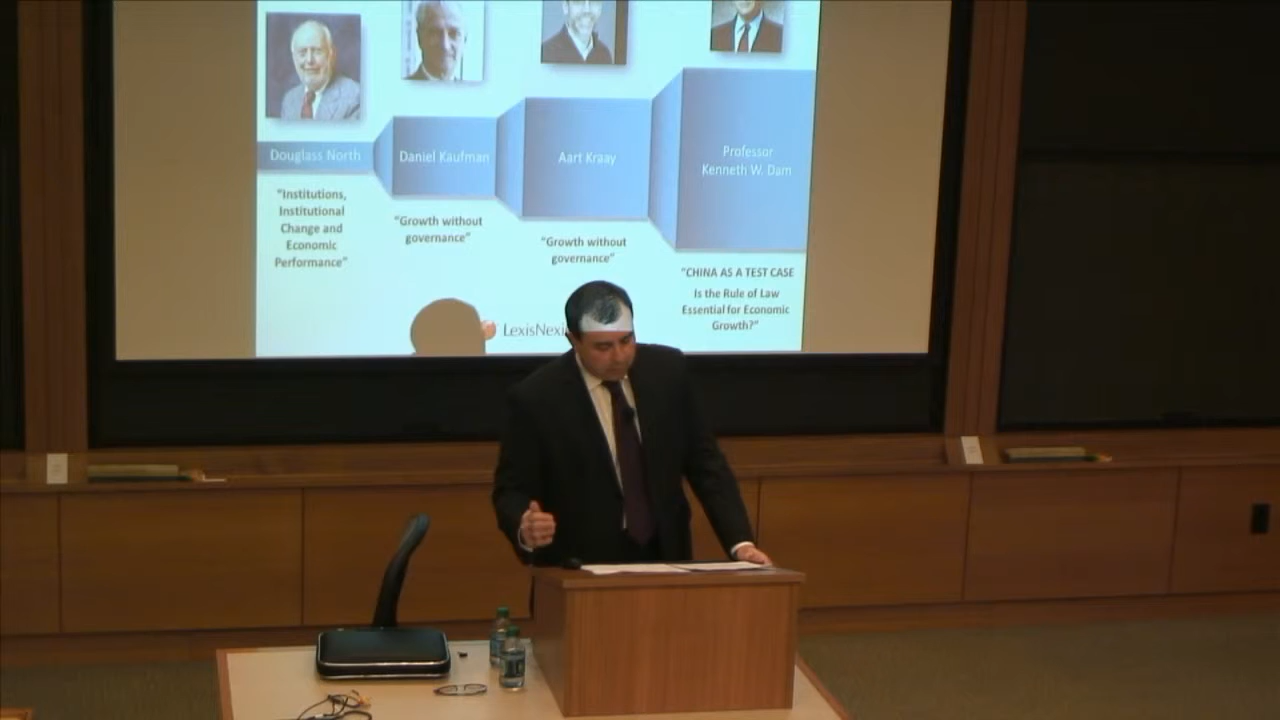 Douglass North
Daniel Kaufman
Aart Kraay
Professor
Kenneth W. Dam
"Institutions,
Institutional
Change and
Economic
Performance"
"Growth without
governance"
"Growth without
governance"
"CHINA AS A TEST CASE
Is the Rule of Law
Essential for Economic
Growth?"
LexisNexi